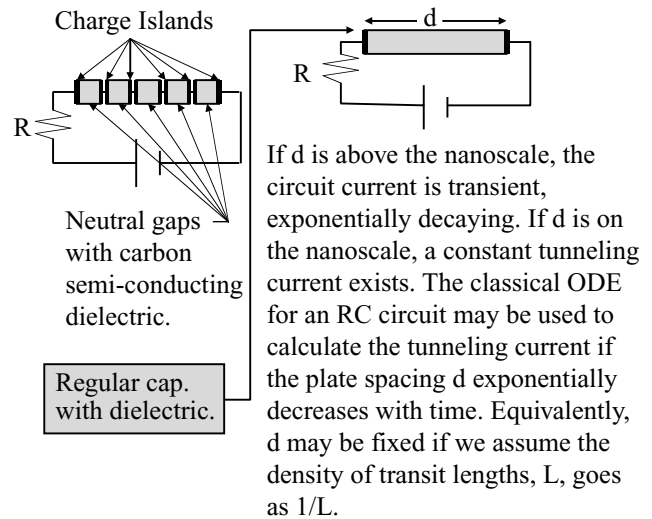 Charge Islands
d
R
R
Neutral gaps
with carbon
semi-conducting
dielectric.
Regular cap.
with dielectric.
If d is above the nanoscale, the
circuit current is transient,
exponentially decaying. If d is on
the nanoscale, a constant tunneling
current exists. The classical ODE
for an RC circuit may be used to
calculate the tunneling current if
the plate spacing d exponentially
decreases with time. Equivalently,
d may be fixed if we assume the
density of transit lengths, L, goes
as 1/L.